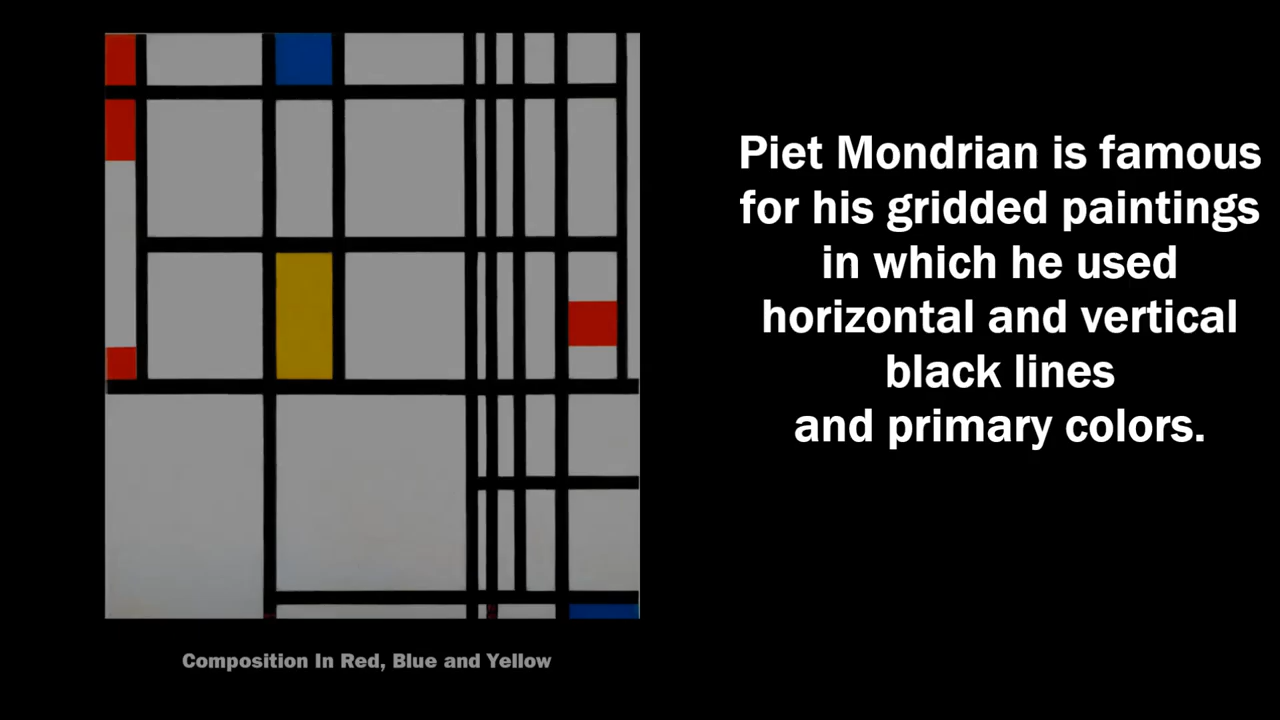 Piet Mondrian is famous
for his gridded paintings
in which he used
horizontal and vertical
black lines
and primary colors.
Composition In Red, Blue and Yellow